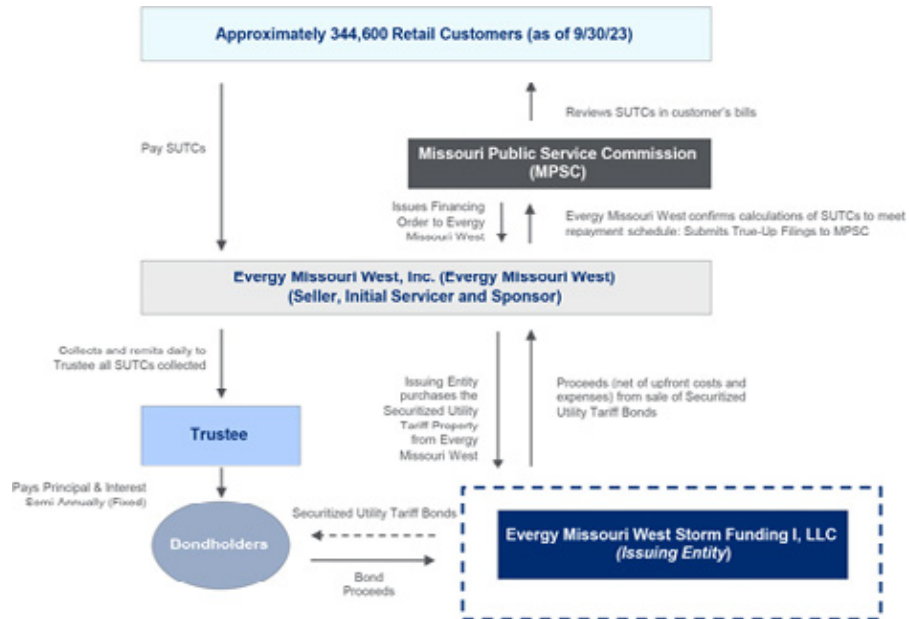 Approximately 344,600 Retail Customers (as of 9/30/23)
Reviews SUTCs in customer's bills
Pay SUTCs
Missouri Public Service Commission
(MPSC)
Issues Financing
Order to Evergy
Missouri West
Evergy Missouri West confirms calculations of SUTCs to meet
repayment schedule: Submits True-Up Filings to MPSC
Evergy Missouri West, Inc. (Evergy Missouri West)
(Seller, Initial Servicer and Sponsor)
Collects and remits daily to
Trustee all SUTCs collected
Issuing Entity
purchases the
Securitized Utility
Tariff Property
from Evergy
Missouri West
Proceeds (net of upfront costs and
expenses) from sale of Securitized
Utility Tariff Bonds
Trustee
Pays Principal & Interest
Semi Annually (Fixed)
Securitized Utility Tariff Bonds
Dondholders
Bond
Proceeds
Evergy Missouri West Storm Funding I, LLC
(Issuing Entity)